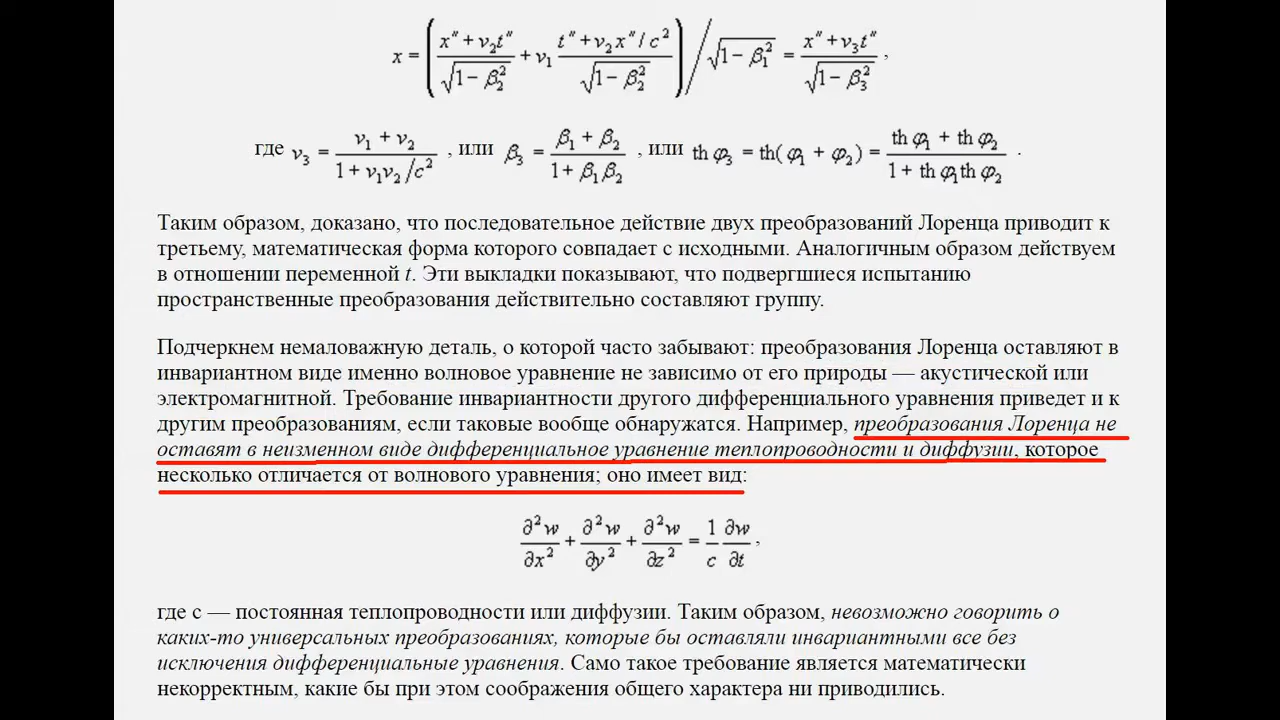 x = ( (x″ + ν₂t″)/√(1 − β₂²) + ν₁ (t″ + ν₂x″/c²)/√(1 − β₂²) ) / √(1 − β₁²) = (x″ + ν₃t″)/√(1 − β₃²) ,
где ν₃ = (ν₁ + ν₂)/(1 + ν₁ν₂/c²) , или β₃ = (β₁ + β₂)/(1 + β₁β₂) , или th φ₃ = th(φ₁ + φ₂) = (th φ₁ + th φ₂)/(1 + th φ₁ th φ₂) .
Таким образом, доказано, что последовательное действие двух преобразований Лоренца приводит к
третьему, математическая форма которого совпадает с исходными. Аналогичным образом действуем
в отношении переменной t. Эти выкладки показывают, что подвергшиеся испытанию
пространственные преобразования действительно составляют группу.
Подчеркнем немаловажную деталь, о которой часто забывают: преобразования Лоренца оставляют в
инвариантном виде именно волновое уравнение не зависимо от его природы — акустической или
электромагнитной. Требование инвариантности другого дифференциального уравнения приведет и к
другим преобразованиям, если таковые вообще обнаружатся. Например, преобразования Лоренца не
оставят в неизменном виде дифференциальное уравнение теплопроводности и диффузии, которое
несколько отличается от волнового уравнения; оно имеет вид:
∂²w/∂x² + ∂²w/∂y² + ∂²w/∂z² = (1/c) ∂w/∂t ,
где c — постоянная теплопроводности или диффузии. Таким образом, невозможно говорить о
каких-то универсальных преобразованиях, которые бы оставляли инвариантными все без
исключения дифференциальные уравнения. Само такое требование является математически
некорректным, какие бы при этом соображения общего характера ни приводились.